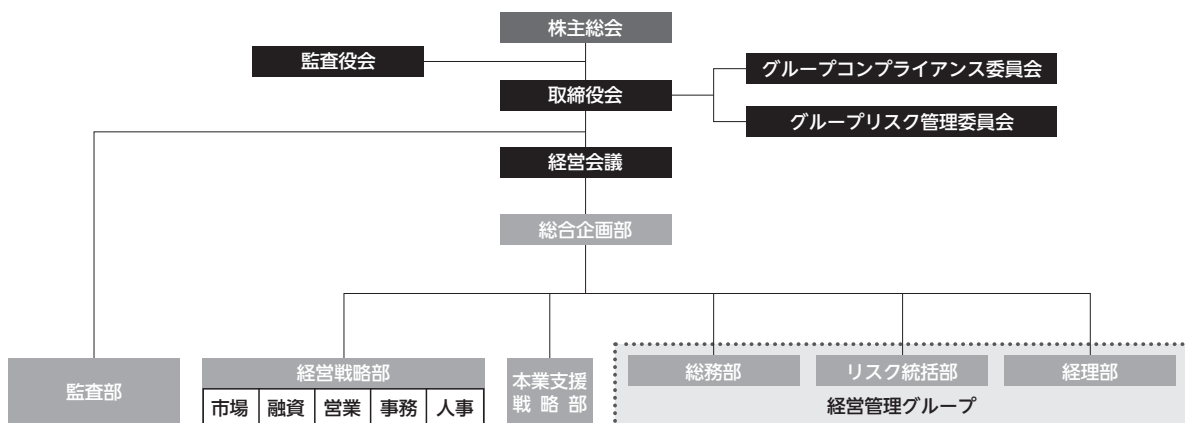 株主総会
監査役会
グループコンプライアンス委員会
取締役会
グループリスク管理委員会
経営会議
総合企画部
監査部
経営戦略部
市場
融資
営業
事務
人事
本業支援
戦略部
総務部
リスク統括部
経理部
経営管理グループ